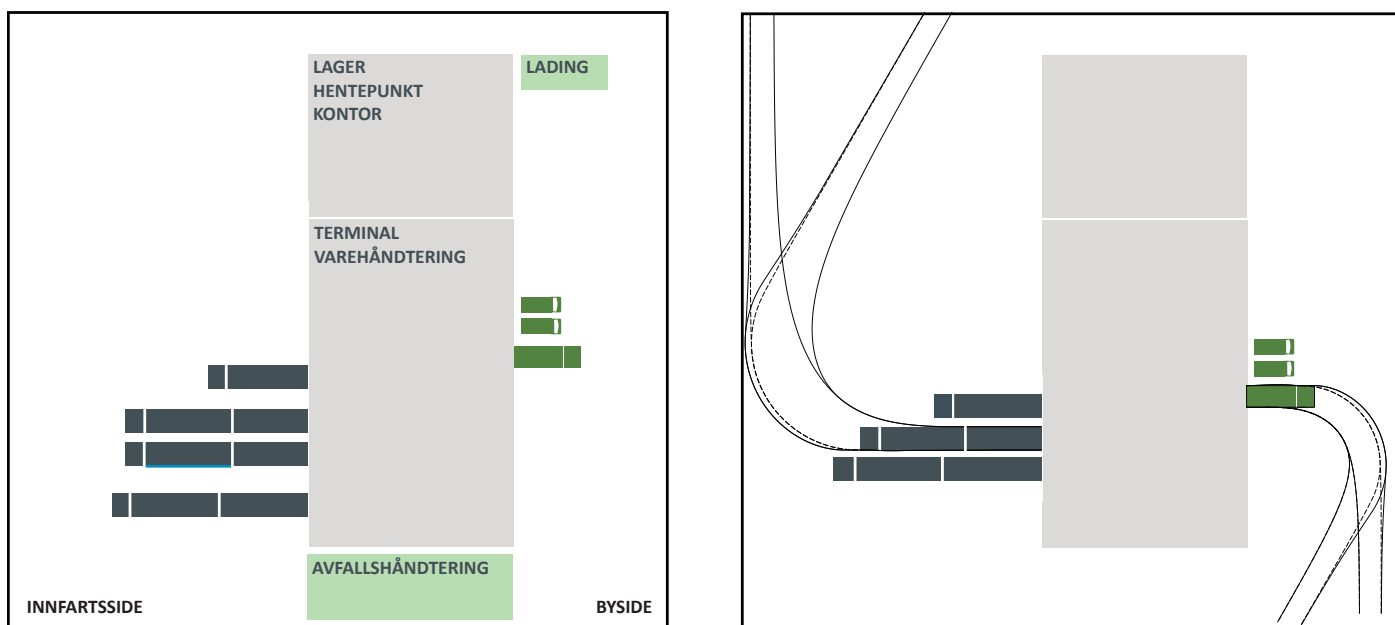 LAGER
HENTEPUNKT
KONTOR
LADING
TERMINAL
VAREHÅNDTERING
AVFALLSHÅNDTERING
INNFARTSSIDE
BYSIDE